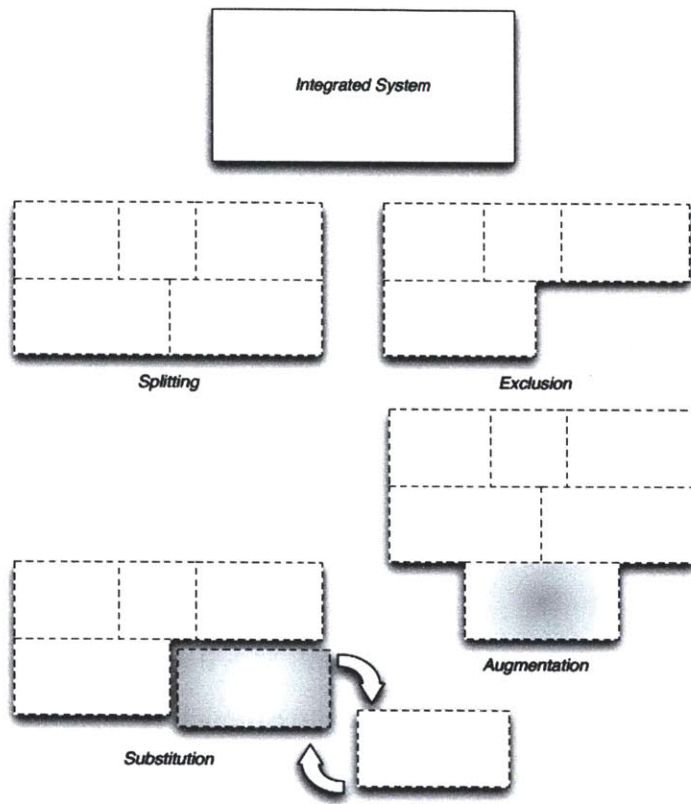 Integrated System
Splitting
Exclusion
Augmentation
Substitution